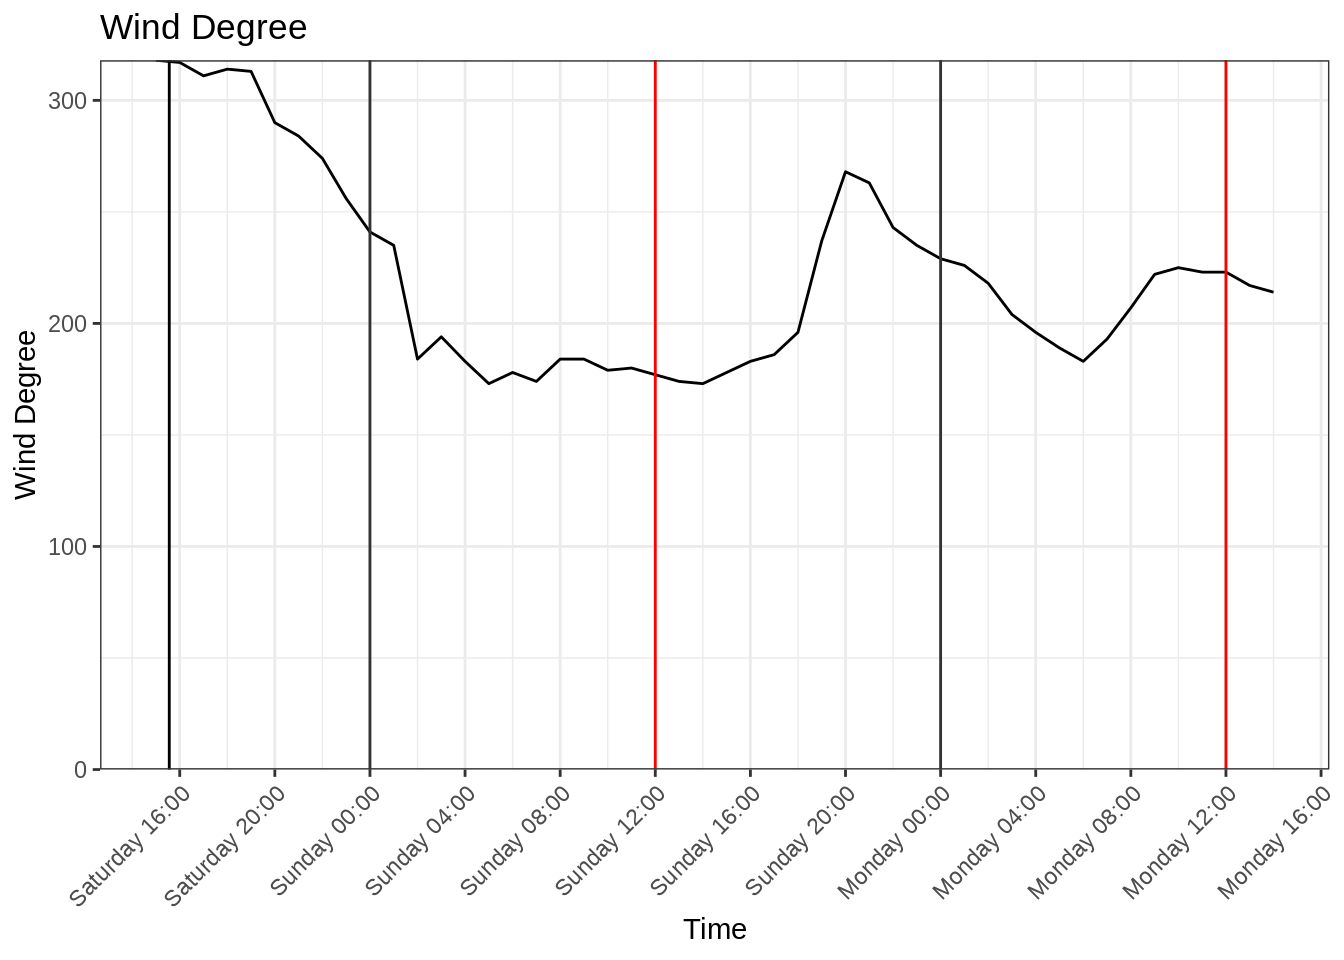 Wind Degree
Wind Degree
300
200
100
0
Saturday 16:00
Saturday 20:00
Sunday 00:00
Sunday 04:00
Sunday 08:00
Sunday 12:00
Sunday 16:00
Sunday 20:00
Monday 00:00
Monday 04:00
Monday 08:00
Monday 12:00
Monday 16:00
Time